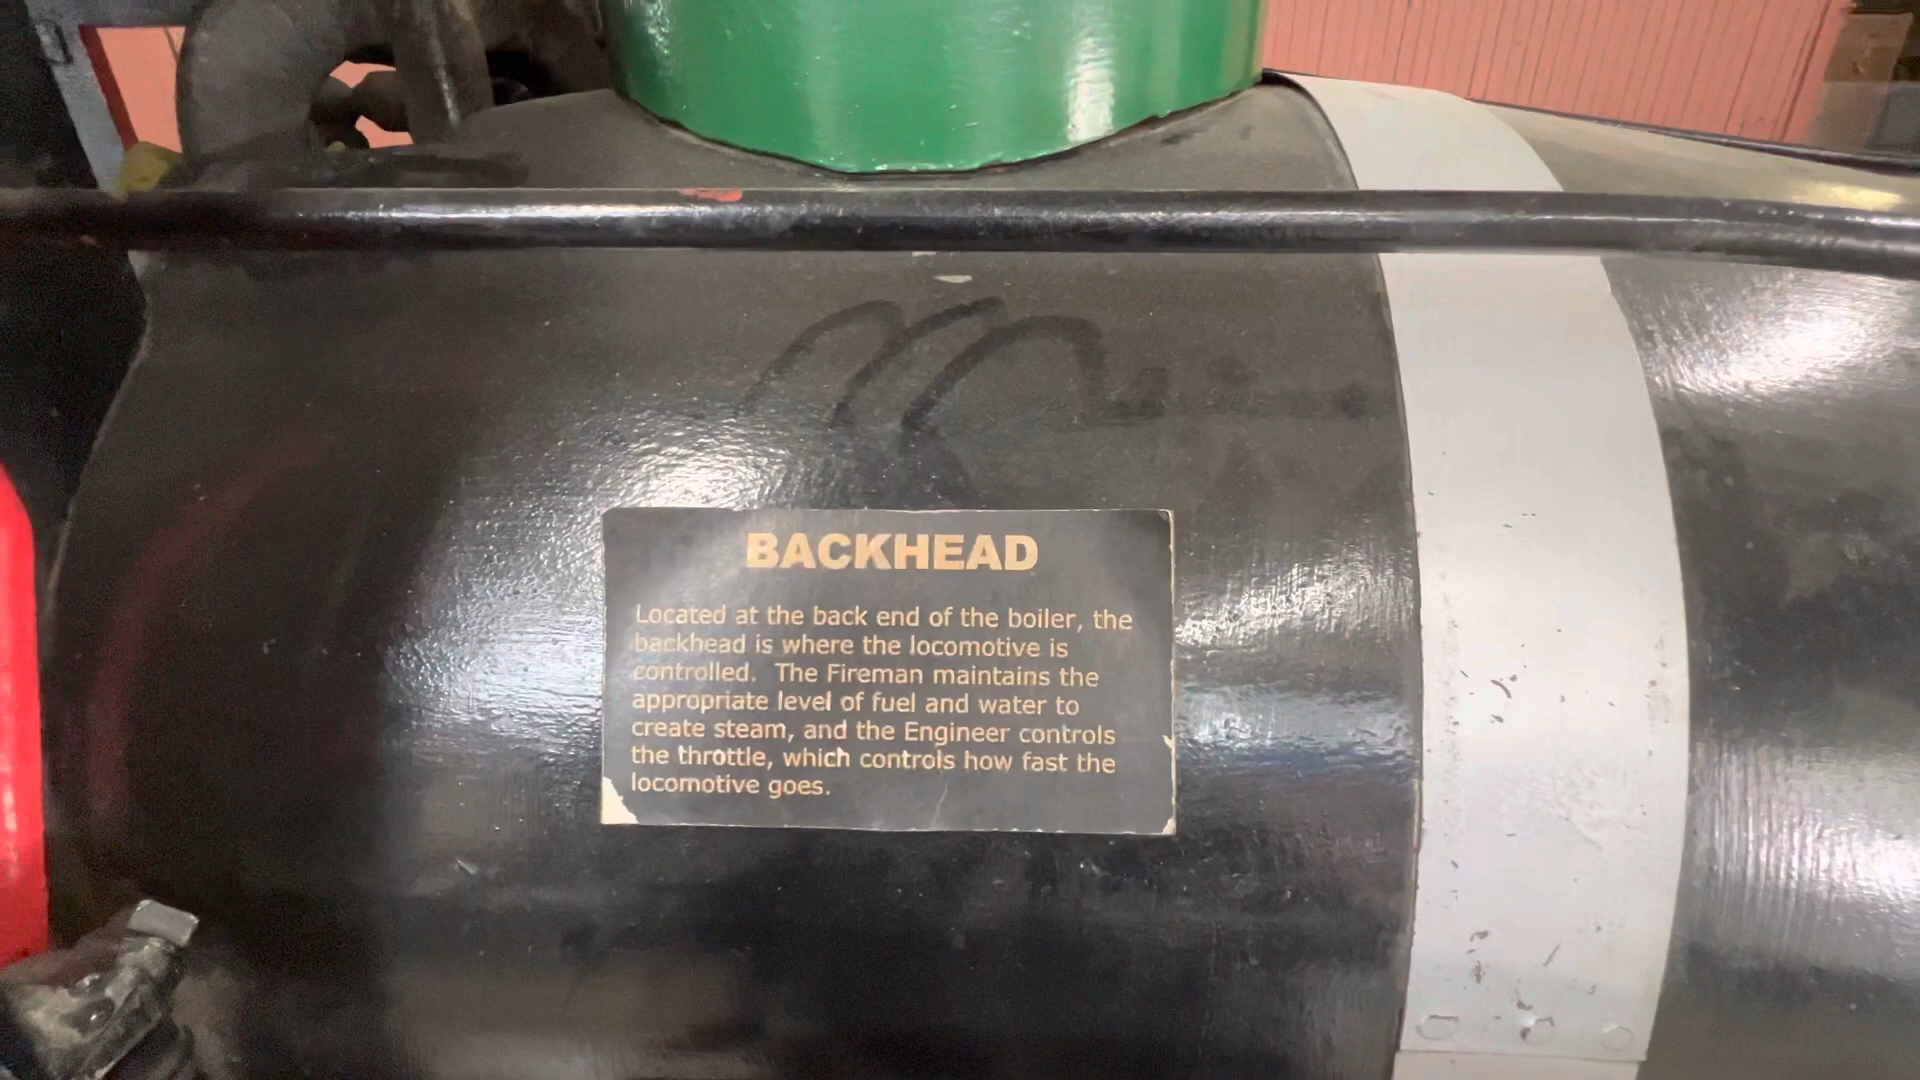 BACKHEAD
Located at the back end of the boiler, the
backhead is where the locomotive is
controlled. The Fireman maintains the
appropriate level of fuel and water to
create steam, and the Engineer controls
the throttle, which controls how fast the
locomotive goes.